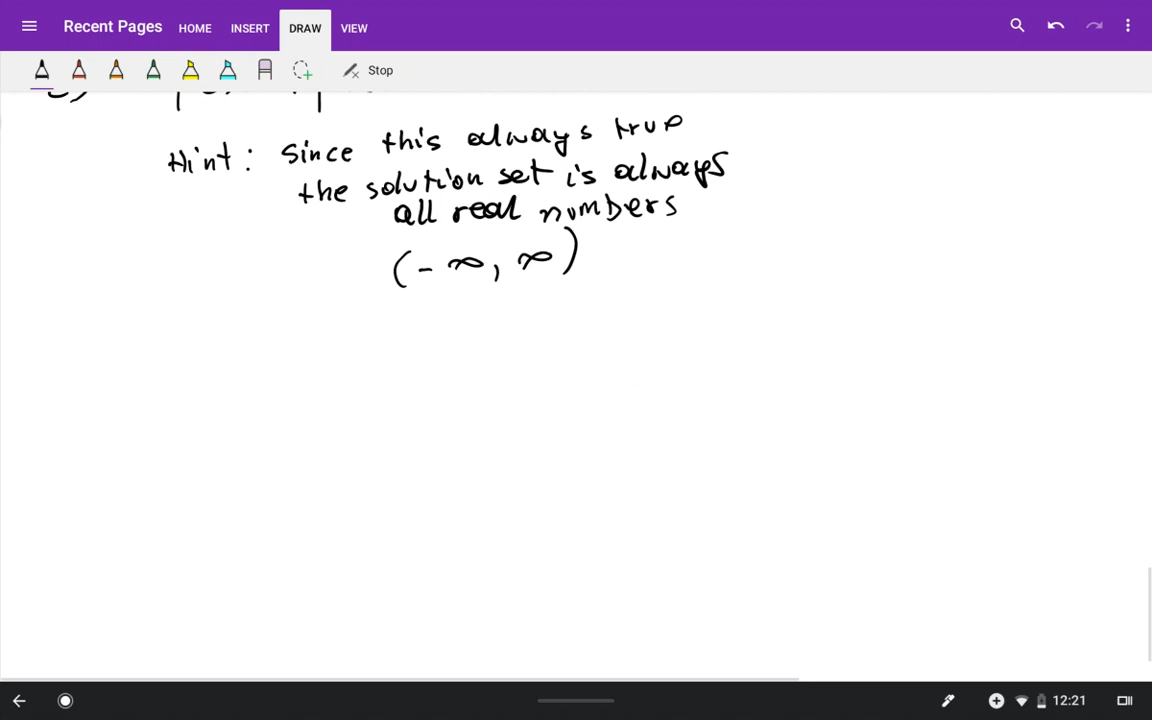 Recent Pages HOME INSERT DRAW VIEW
Stop
Hint: Since this always true
the solution set is always
all real numbers
(-∞, ∞)
12:21